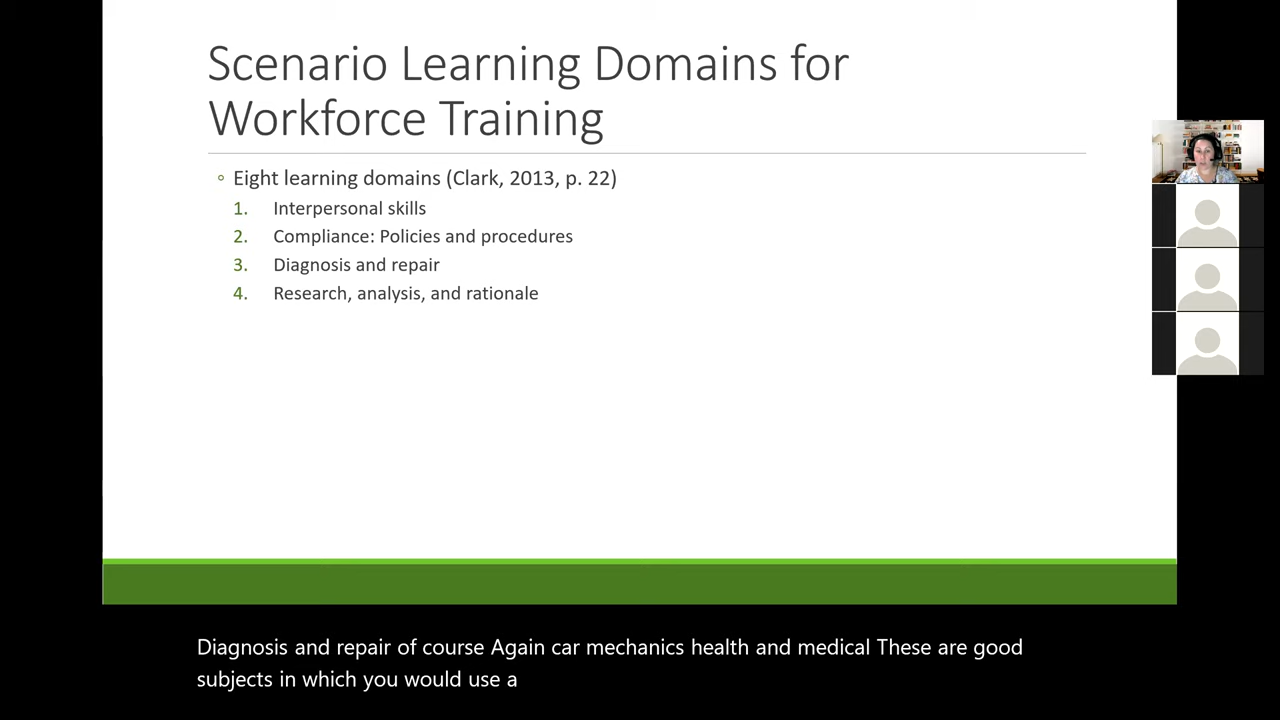 Scenario Learning Domains for
Workforce Training
Eight learning domains (Clark, 2013, p. 22)
1. Interpersonal skills
2. Compliance: Policies and procedures
3. Diagnosis and repair
4. Research, analysis, and rationale
Diagnosis and repair of course Again car mechanics health and medical These are good
subjects in which you would use a